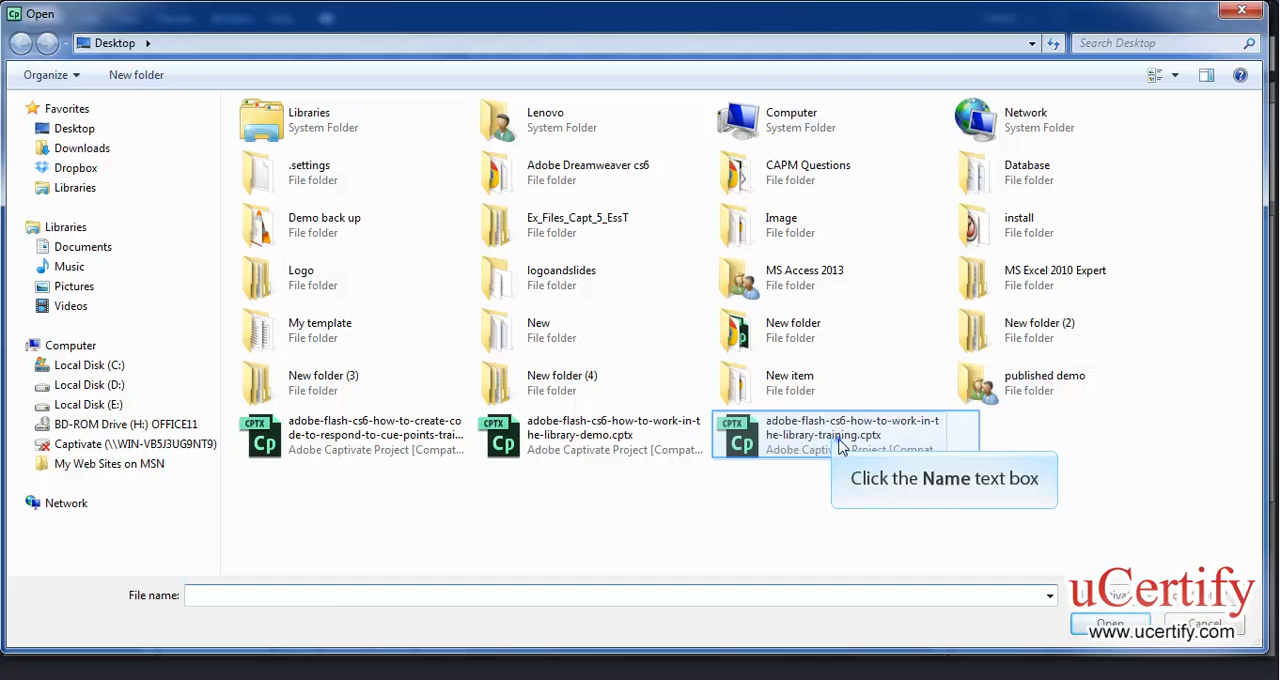 Cp Open
Desktop
Search Desktop
Organize
New folder
Favorites
Desktop
Downloads
Dropbox
Libraries
Libraries
Documents
Music
Pictures
Videos
Computer
Local Disk (C:)
Local Disk (D:)
Local Disk (E:)
BD-ROM Drive (H:) OFFICE11
Captivate (\\WIN-VB5J3UG9NT9)
My Web Sites on MSN
Network
Libraries
System Folder
Lenovo
System Folder
Computer
System Folder
Network
System Folder
.settings
File folder
Adobe Dreamweaver cs6
File folder
CAPM Questions
File folder
Database
File folder
Demo back up
File folder
Ex_Files_Capt_5_EssT
File folder
Image
File folder
install
File folder
Logo
File folder
logoandslides
File folder
MS Access 2013
File folder
MS Excel 2010 Expert
File folder
My template
File folder
New
File folder
New folder
File folder
New folder (2)
File folder
New folder (3)
File folder
New folder (4)
File folder
New item
File folder
published demo
File folder
CPTX
Cp
adobe-flash-cs6-how-to-create-co
de-to-respond-to-cue-points-trai...
Adobe Captivate Project [Compat...
CPTX
Cp
adobe-flash-cs6-how-to-work-in-t
he-library-demo.cptx
Adobe Captivate Project [Compat...
CPTX
Cp
adobe-flash-cs6-how-to-work-in-t
he-library-training.cptx
Click the Name text box
File name:
uCertify
Open
Cancel
www.ucertify.com